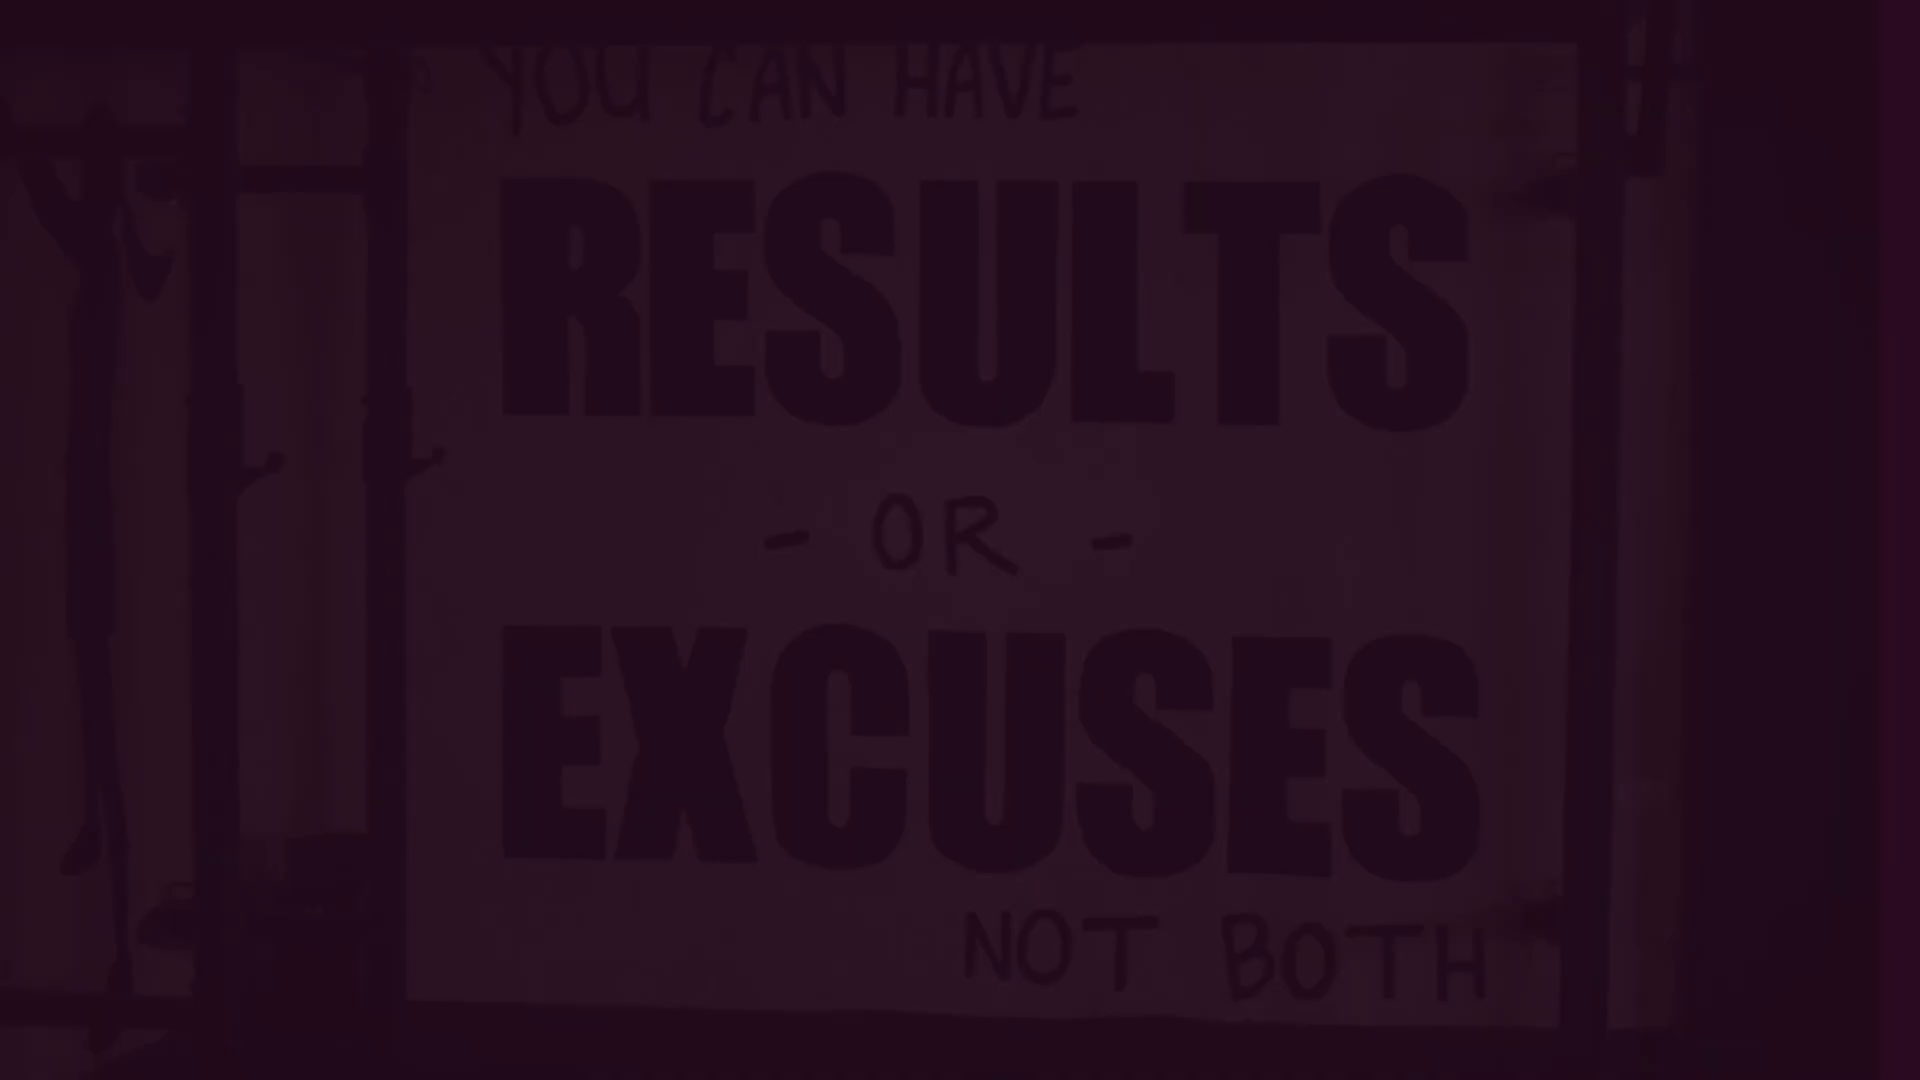 YOU CAN HAVE
RESULTS
- OR -
EXCUSES
NOT BOTH